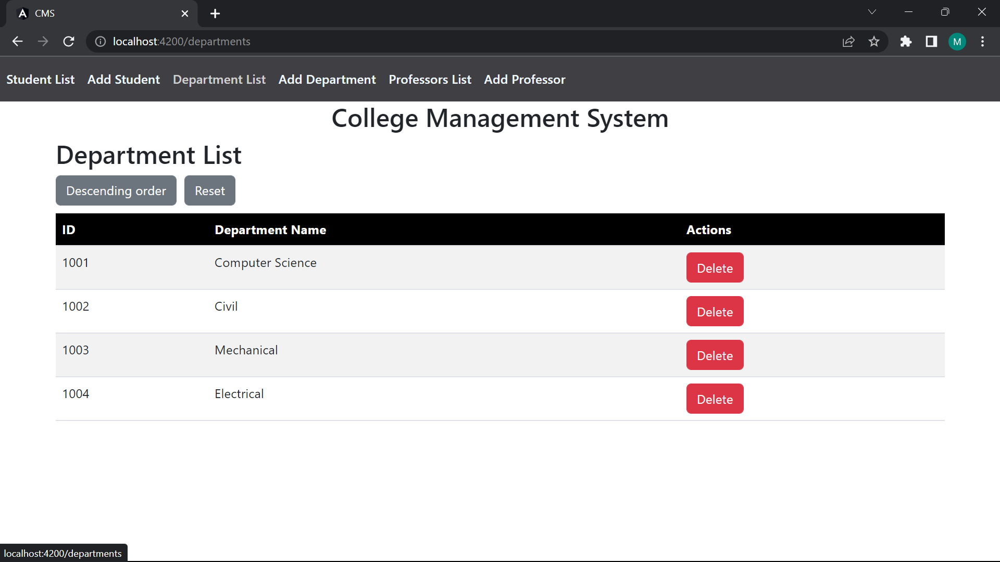 CMS
localhost:4200/departments
M
Student List Add Student Department List Add Department Professors List Add Professor
College Management System
Department List
Descending order Reset
ID Department Name Actions
1001 Computer Science Delete
1002 Civil Delete
1003 Mechanical Delete
1004 Electrical Delete
localhost:4200/departments